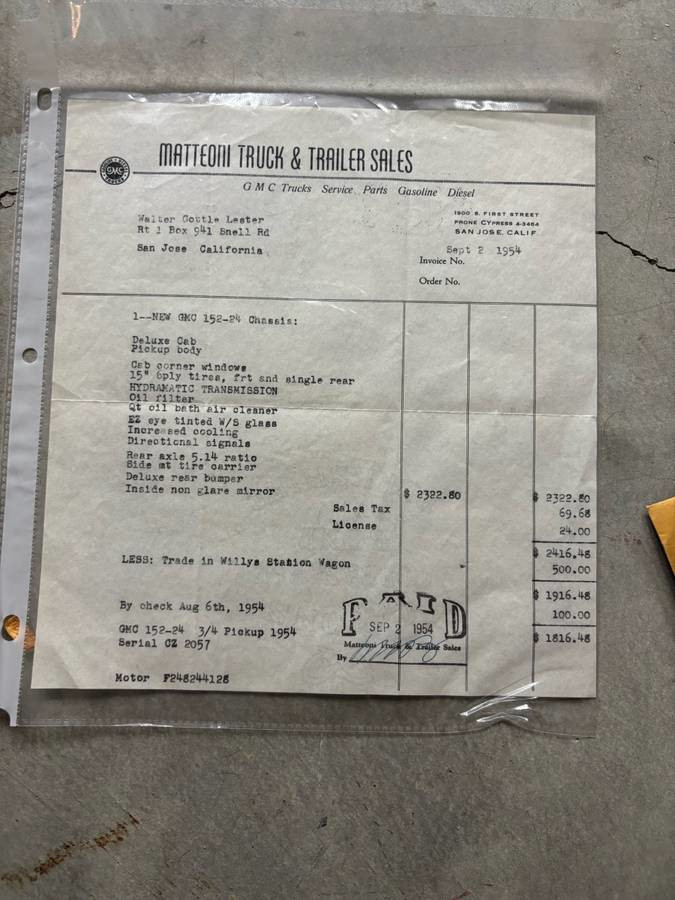 MATTEONI TRUCK & TRAILER SALES
GMC
GMC Trucks Service Parts Gasoline Diesel
1900 S. FIRST STREET
PHONE CYPRESS 4-3484
SAN JOSE, CALIF.
Walter Cottle Lester
Rt 1 Box 941 Snell Rd
San Jose California
Sept 2 1954
Invoice No.
Order No.
1--NEW GMC 152-24 Chassis:
Deluxe Cab
Pickup body
Cab corner windows
15" 6ply tires, frt and single rear
HYDRAMATIC TRANSMISSION
Oil filter
Qt oil bath air cleaner
EZ eye tinted W/S glass
Increased cooling
Directional signals
Rear axle 5.14 ratio
Side mt tire carrier
Deluxe rear bumper
Inside non glare mirror $ 2322.80 $ 2322.80
Sales Tax 69.68
License 24.00
$ 2416.48
LESS: Trade in Willys Station Wagon 500.00
$ 1916.48
By check Aug 6th, 1954 100.00
$ 1816.48
GMC 152-24 3/4 Pickup 1954
Serial CZ 2057
PAID
SEP 2 1954
Matteoni Truck & Trailer Sales
By
Motor F248244128